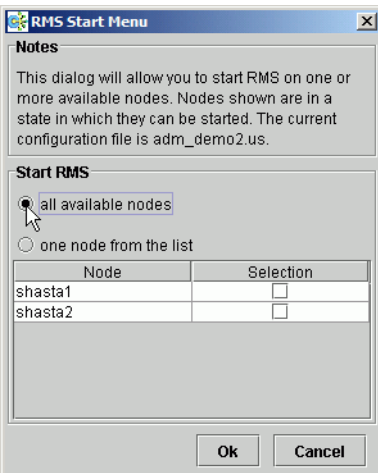 RMS Start Menu
Notes
This dialog will allow you to start RMS on one or
more available nodes. Nodes shown are in a
state in which they can be started. The current
configuration file is adm_demo2.us.
Start RMS
all available nodes
one node from the list
Node Selection
shasta1
shasta2
Ok Cancel